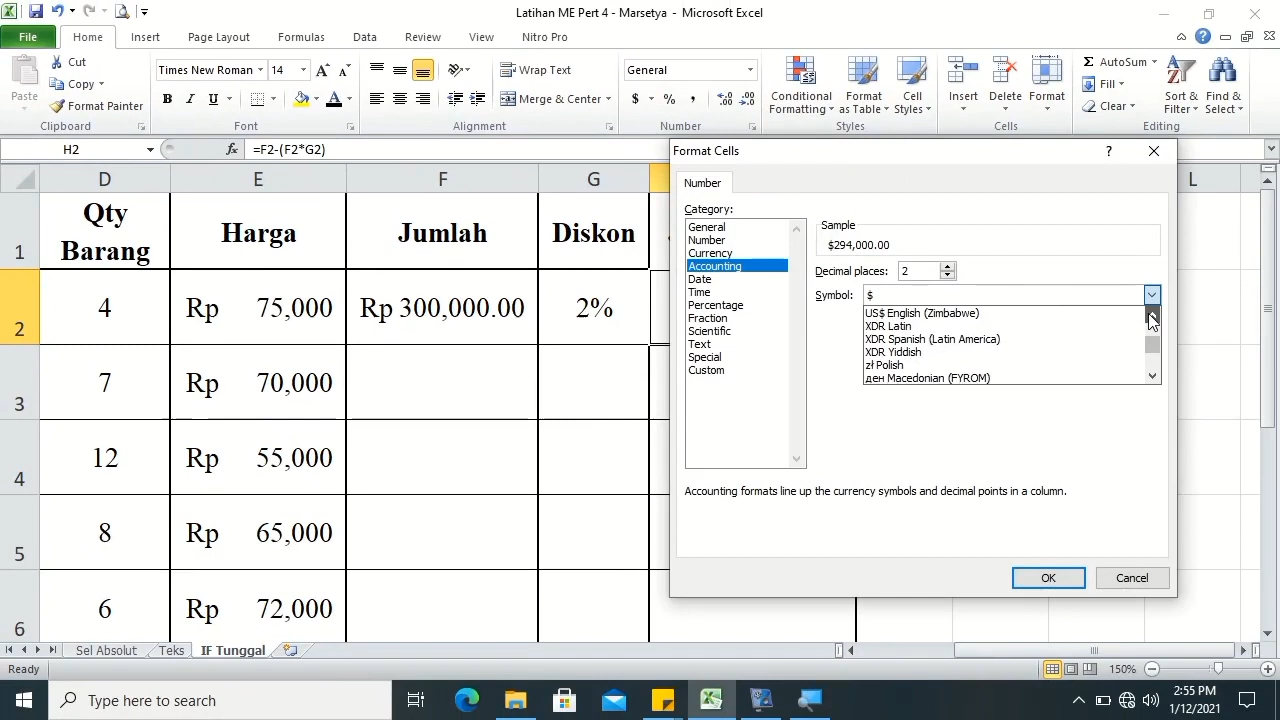 Latihan ME Pert 4 - Marsetya - Microsoft Excel
File Home Insert Page Layout Formulas Data Review View Nitro Pro
Paste
Cut
Copy
Format Painter
Clipboard
Times New Roman 14
B I U
Font
Wrap Text
Merge & Center
Alignment
General
$ % ,
Number
Conditional Formatting
Format as Table
Cell Styles
Styles
Insert Delete Format
Cells
Σ AutoSum
Fill
Clear
Sort & Filter
Find & Select
Editing
H2 fx =F2-(F2*G2)
D E F G L
1 Qty Barang Harga Jumlah Diskon
2 4 Rp 75,000 Rp 300,000.00 2%
3 7 Rp 70,000
4 12 Rp 55,000
5 8 Rp 65,000
6 6 Rp 72,000
Format Cells
Number
Category:
General
Number
Currency
Accounting
Date
Time
Percentage
Fraction
Scientific
Text
Special
Custom
Sample
$294,000.00
Decimal places: 2
Symbol: $
US$ English (Zimbabwe)
XDR Latin
XDR Spanish (Latin America)
XDR Yiddish
zł Polish
ден Macedonian (FYROM)
Accounting formats line up the currency symbols and decimal points in a column.
OK Cancel
Sel Absolut Teks IF Tunggal
Ready 150%
Type here to search
2:55 PM
1/12/2021